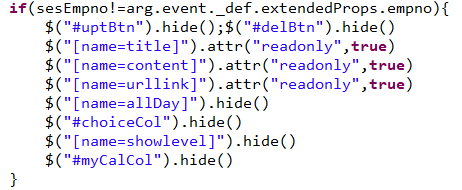 if(sesEmpno!=arg.event._def.extendedProps.empno){
$("#uptBtn").hide();$("#delBtn").hide()
$("[name=title]").attr("readonly",true)
$("[name=content]").attr("readonly",true)
$("[name=urllink]").attr("readonly",true)
$("[name=allDay]").hide()
$("#choiceCol").hide()
$("[name=showlevel]").hide()
$("#myCalCol").hide()
}